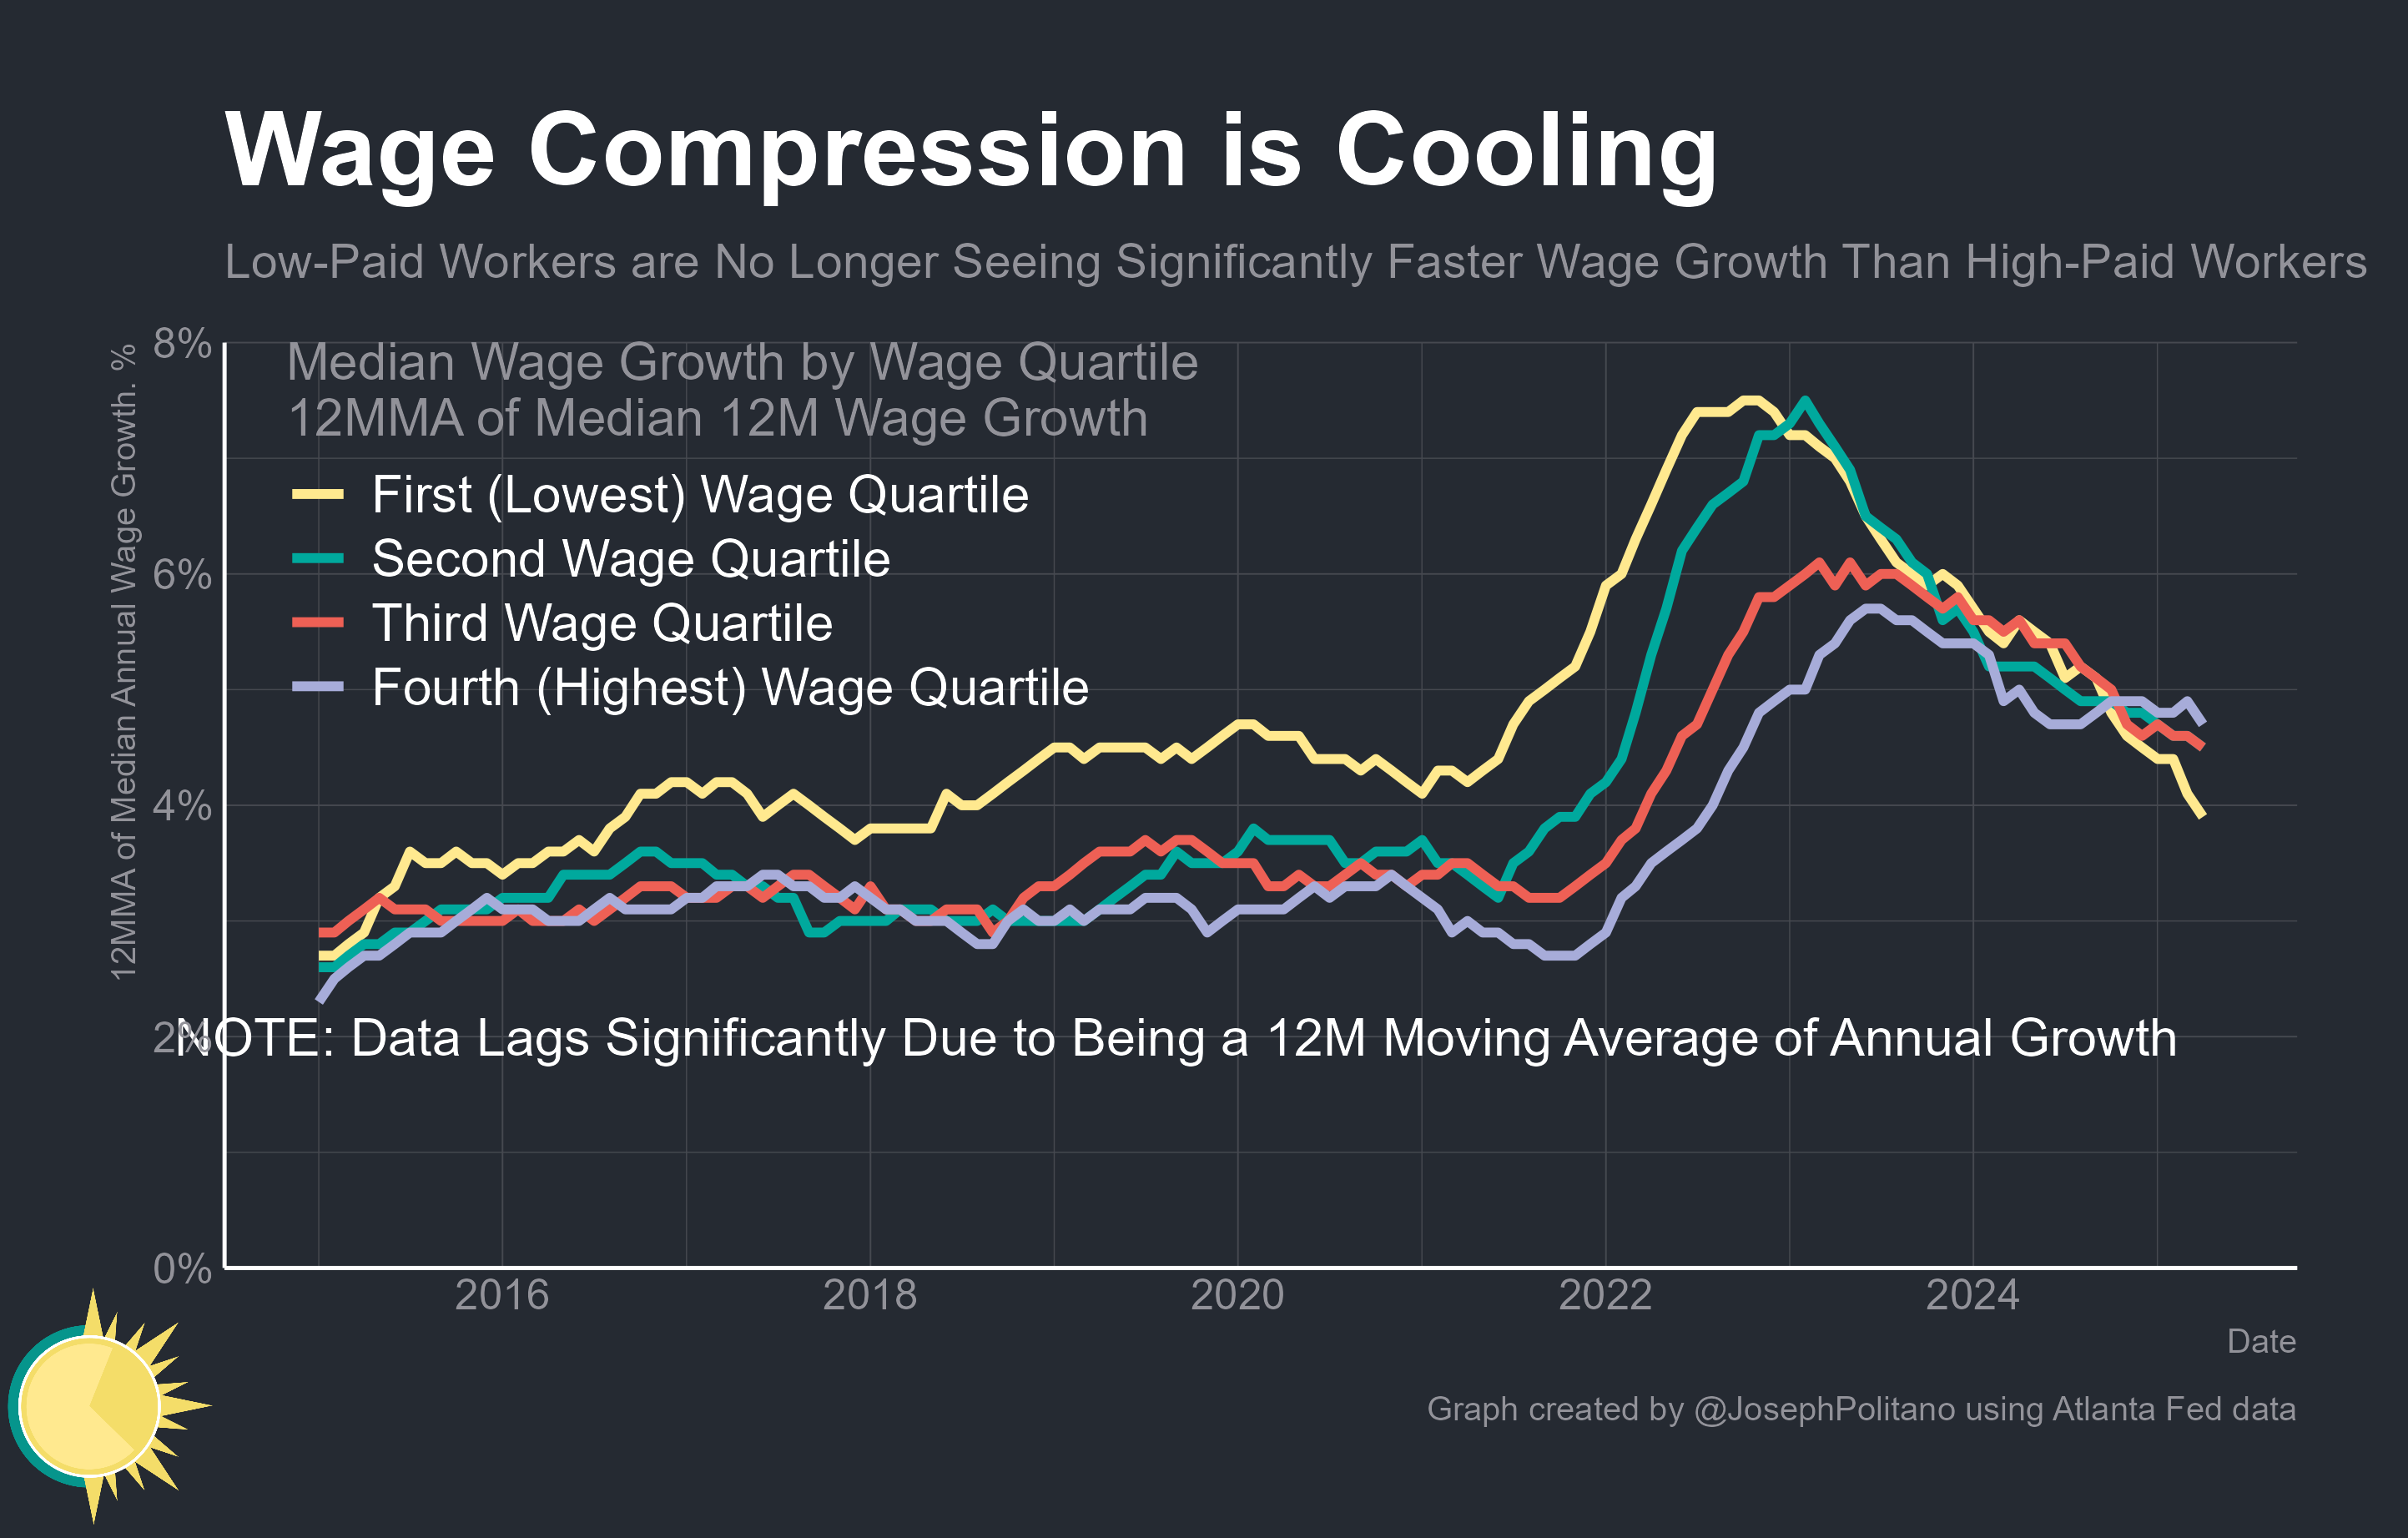 Wage Compression is Cooling
Low-Paid Workers are No Longer Seeing Significantly Faster Wage Growth Than High-Paid Workers
12MMA of Median Annual Wage Growth. %
8%
6%
4%
2%
0%
Median Wage Growth by Wage Quartile
12MMA of Median 12M Wage Growth
First (Lowest) Wage Quartile
Second Wage Quartile
Third Wage Quartile
Fourth (Highest) Wage Quartile
NOTE: Data Lags Significantly Due to Being a 12M Moving Average of Annual Growth
2016 2018 2020 2022 2024
Date
Graph created by @JosephPolitano using Atlanta Fed data